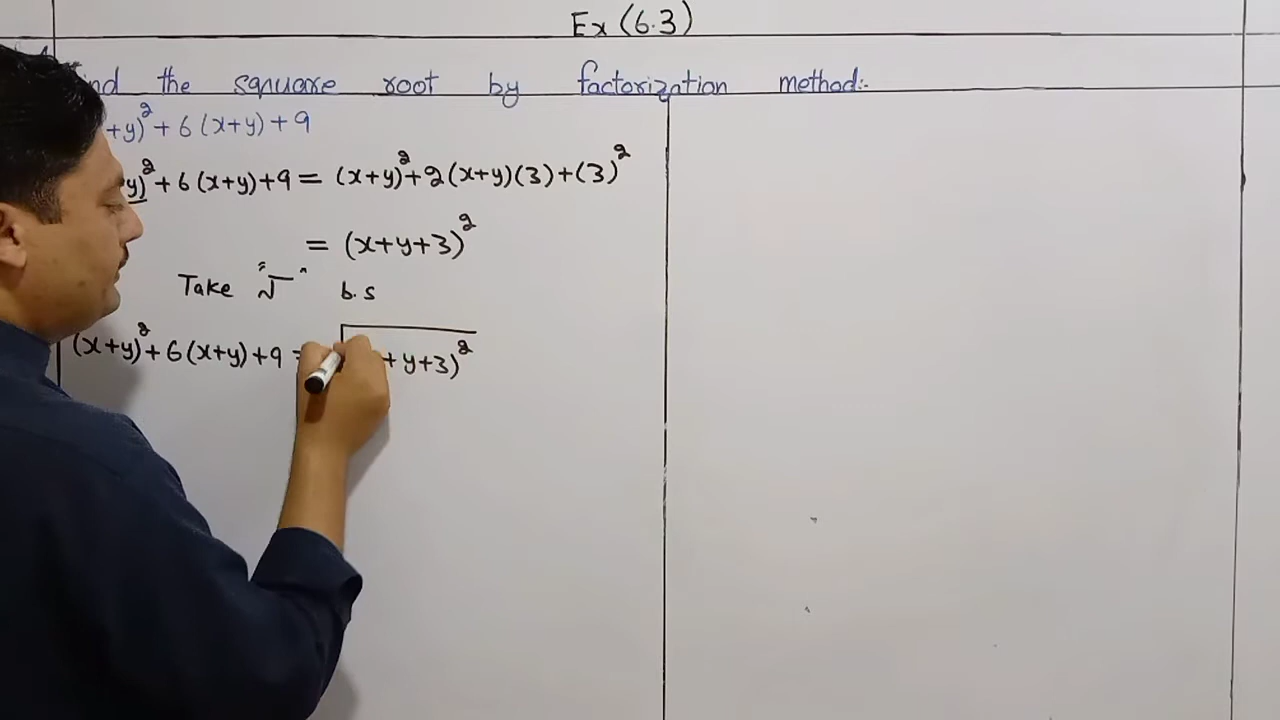 Ex (6.3)
the square root by factorization method:-
+y)² + 6(x+y) + 9
y)² + 6(x+y) + 9 = (x+y)² + 2(x+y)(3) + (3)²
= (x+y+3)²
Take "√‾" b.s
(x+y)² + 6(x+y) + 9 = √ +y+3)²